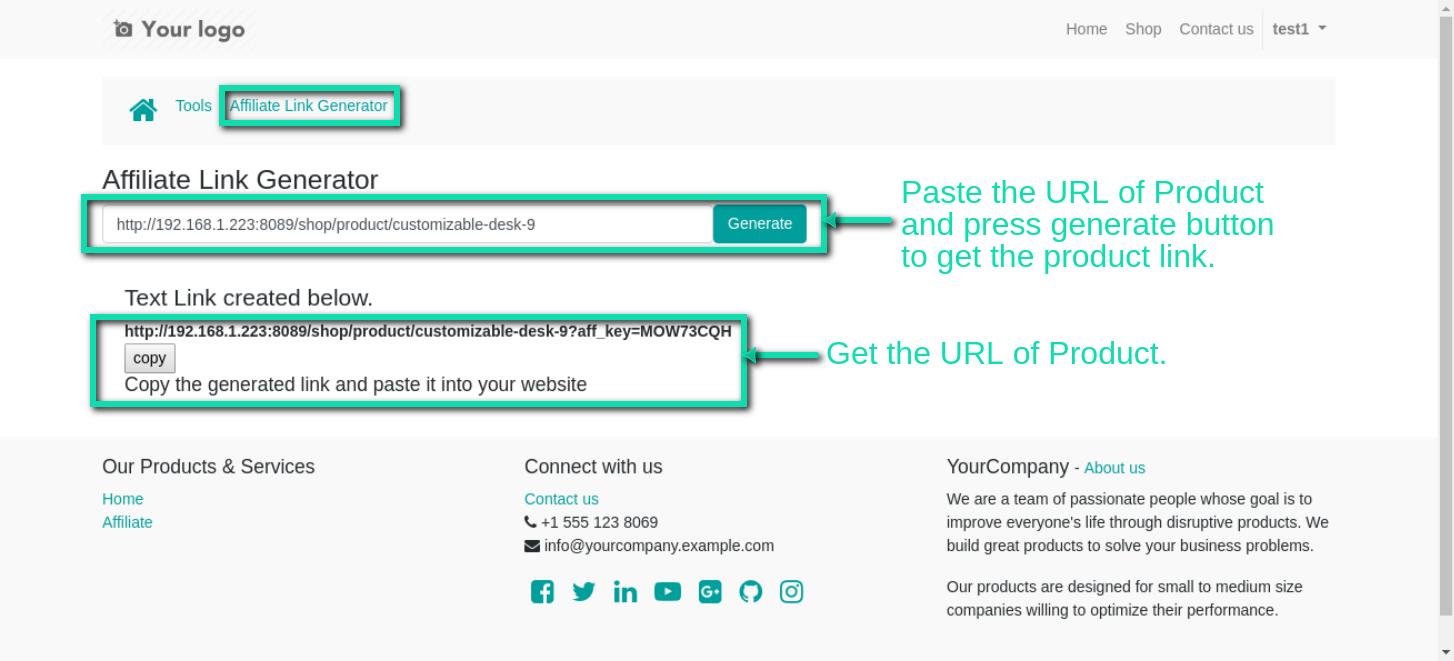 Your logo
Home Shop Contact us test1
Tools Affiliate Link Generator
Affiliate Link Generator
http://192.168.1.223:8089/shop/product/customizable-desk-9 Generate
Paste the URL of Product
and press generate button
to get the product link.
Text Link created below.
http://192.168.1.223:8089/shop/product/customizable-desk-9?aff_key=MOW73CQH
copy
Copy the generated link and paste it into your website
Get the URL of Product.
Our Products & Services
Home
Affiliate
Connect with us
Contact us
+1 555 123 8069
info@yourcompany.example.com
YourCompany - About us
We are a team of passionate people whose goal is to
improve everyone's life through disruptive products. We
build great products to solve your business problems.
Our products are designed for small to medium size
companies willing to optimize their performance.